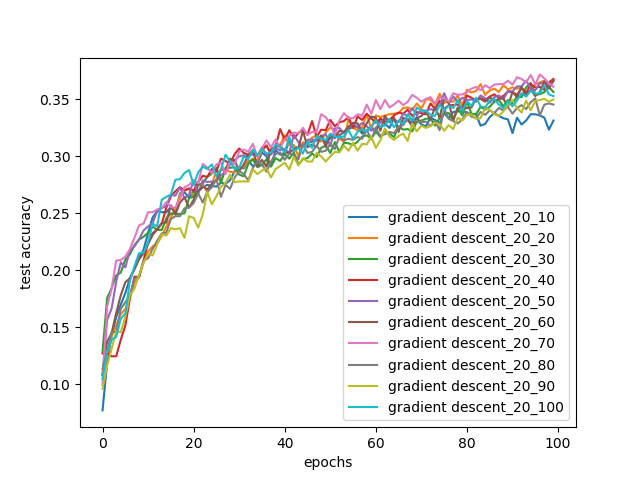 test accuracy
0.35
0.30
0.25
0.20
0.15
0.10
0
20
40
60
80
100
epochs
gradient descent_20_10
gradient descent_20_20
gradient descent_20_30
gradient descent_20_40
gradient descent_20_50
gradient descent_20_60
gradient descent_20_70
gradient descent_20_80
gradient descent_20_90
gradient descent_20_100